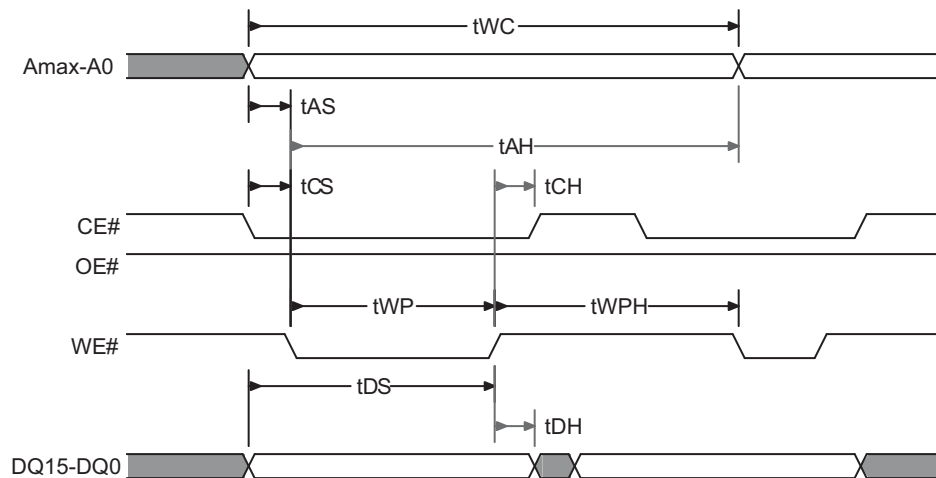 tWC
Amax-A0
tAS
tAH
tCS
tCH
CE#
OE#
tWP
tWPH
WE#
tDS
tDH
DQ15-DQ0